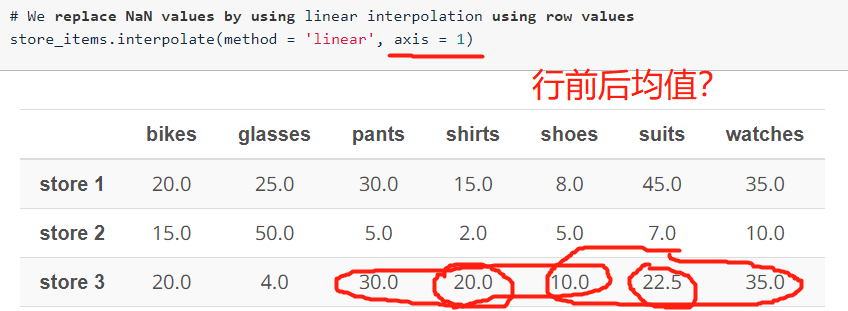 # We replace NaN values by using linear interpolation using row values
store_items.interpolate(method = 'linear', axis = 1)
行前后均值?
bikes glasses pants shirts shoes suits watches
store 1 20.0 25.0 30.0 15.0 8.0 45.0 35.0
store 2 15.0 50.0 5.0 2.0 5.0 7.0 10.0
store 3 20.0 4.0 30.0 20.0 10.0 22.5 35.0